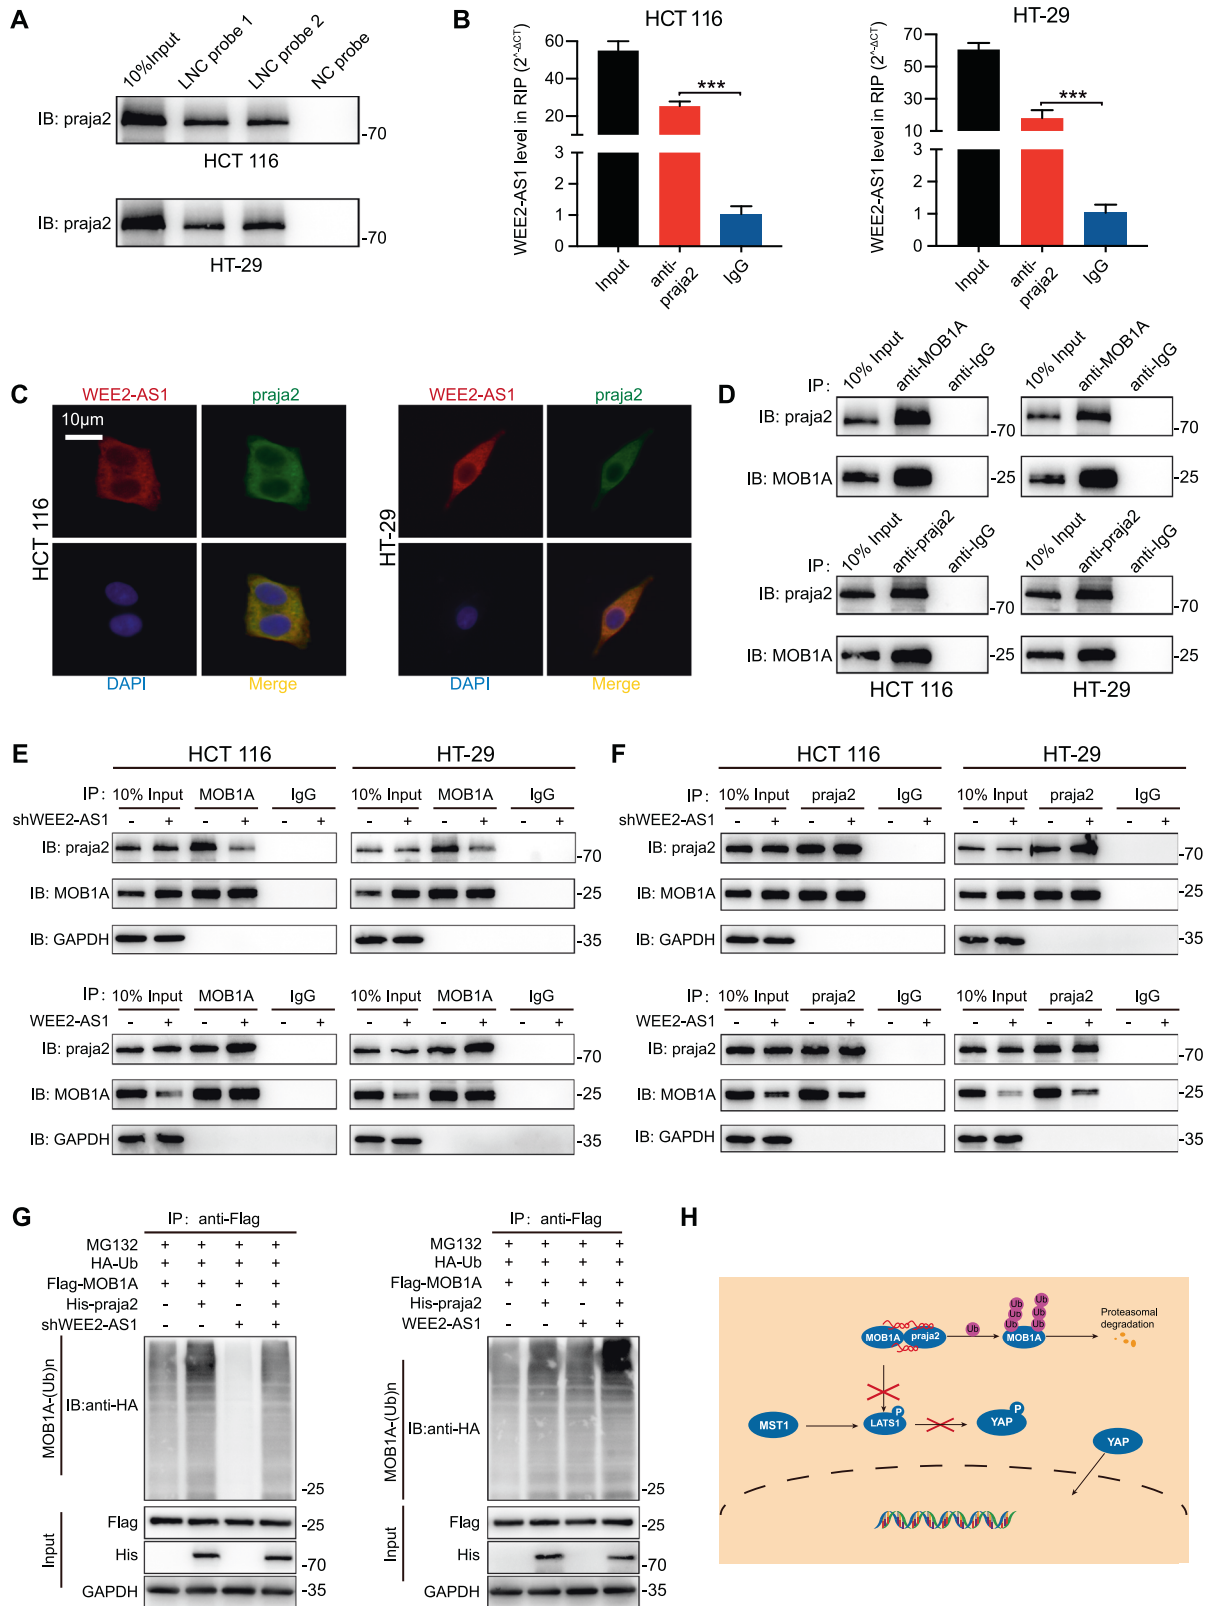 A
10%Input LNC probe 1 LNC probe 2 NC probe
IB: praja2
-70
HCT 116
IB: praja2
-70
HT-29
B
HCT 116
WEE2-AS1 level in RIP (2^-ΔCT)
60
40
20
3
2
1
0
***
Input anti-praja2 IgG
HT-29
WEE2-AS1 level in RIP (2^-ΔCT)
70
50
30
10
3
2
1
0
***
Input anti-praja2 IgG
C
WEE2-AS1 praja2
10μm
HCT 116
DAPI Merge
WEE2-AS1 praja2
HT-29
DAPI Merge
D
IP: 10% Input anti-MOB1A anti-IgG 10% Input anti-MOB1A anti-IgG
IB: praja2 -70 -70
IB: MOB1A -25 -25
IP: 10% Input anti-praja2 anti-IgG 10% Input anti-praja2 anti-IgG
IB: praja2 -70 -70
IB: MOB1A -25 -25
HCT 116 HT-29
E
HCT 116 HT-29
IP: 10% Input MOB1A IgG 10% Input MOB1A IgG
shWEE2-AS1 - + - + - + - + - + - +
IB: praja2 -70
IB: MOB1A -25
IB: GAPDH -35
IP: 10% Input MOB1A IgG 10% Input MOB1A IgG
WEE2-AS1 - + - + - + - + - + - +
IB: praja2 -70
IB: MOB1A -25
IB: GAPDH -35
F
HCT 116 HT-29
IP: 10% Input praja2 IgG 10% Input praja2 IgG
shWEE2-AS1 - + - + - + - + - + - +
IB: praja2 -70
IB: MOB1A -25
IB: GAPDH -35
IP: 10% Input praja2 IgG 10% Input praja2 IgG
WEE2-AS1 - + - + - + - + - + - +
IB: praja2 -70
IB: MOB1A -25
IB: GAPDH -35
G
IP: anti-Flag
MG132 + + + +
HA-Ub + + + +
Flag-MOB1A + + + +
His-praja2 - + - +
shWEE2-AS1 - - + +
MOB1A-(Ub)n
IB:anti-HA
-25
Input
Flag -25
His -70
GAPDH -35
IP: anti-Flag
MG132 + + + +
HA-Ub + + + +
Flag-MOB1A + + + +
His-praja2 - + - +
WEE2-AS1 - - + +
MOB1A-(Ub)n
IB:anti-HA
-25
Input
Flag -25
His -70
GAPDH -35
H
Ub Ub
Ub Ub
Ub Ub
MOB1A praja2 Ub MOB1A
Proteasomal
degradation
P P
MST1 LATS1 YAP
YAP